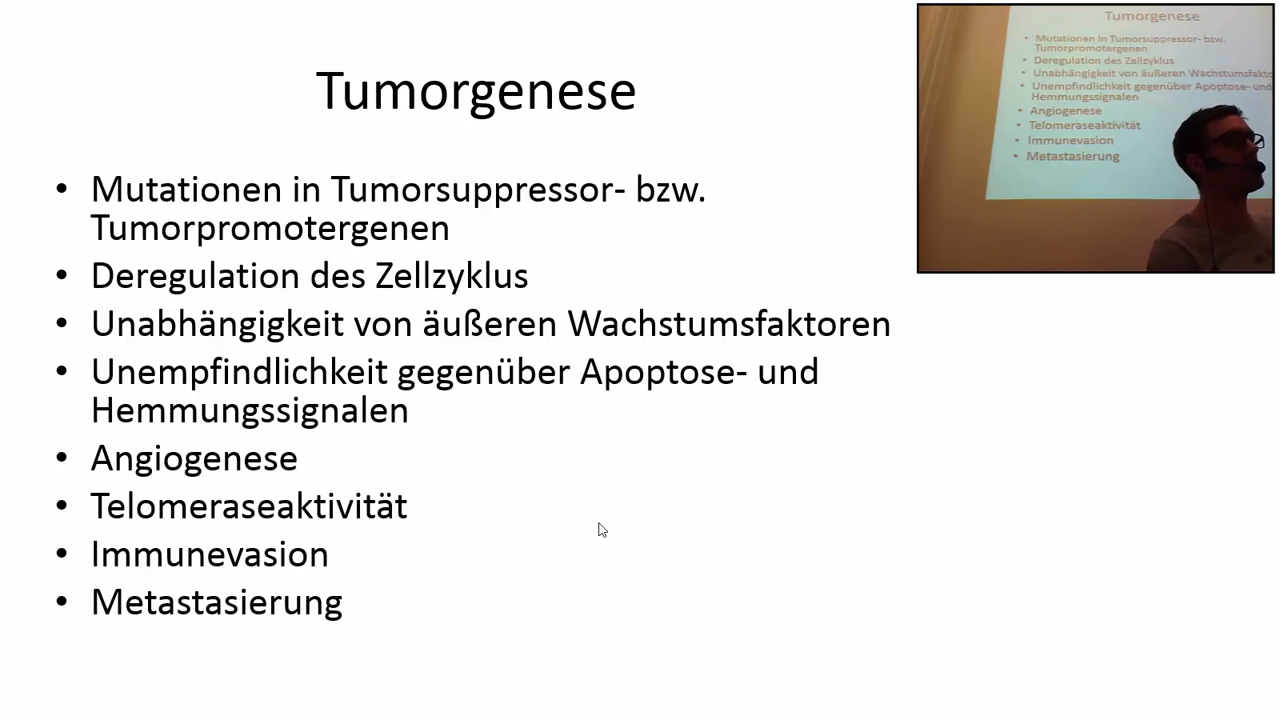 Tumorgenese
• Mutationen in Tumorsuppressor- bzw.
Tumorpromotergenen
• Deregulation des Zellzyklus
• Unabhängigkeit von äußeren Wachstumsfaktoren
• Unempfindlichkeit gegenüber Apoptose- und
Hemmungssignalen
• Angiogenese
• Telomeraseaktivität
• Immunevasion
• Metastasierung
Tumorgenese
• Mutationen in Tumorsuppressor- bzw.
Tumorpromotergenen
• Deregulation des Zellzyklus
• Unabhängigkeit von äußeren Wachstumsfakto
• Unempfindlichkeit gegenüber Apoptose- und
Hemmungssignalen
• Angiogenese
• Telomeraseaktivität
• Immunevasion
• Metastasierung